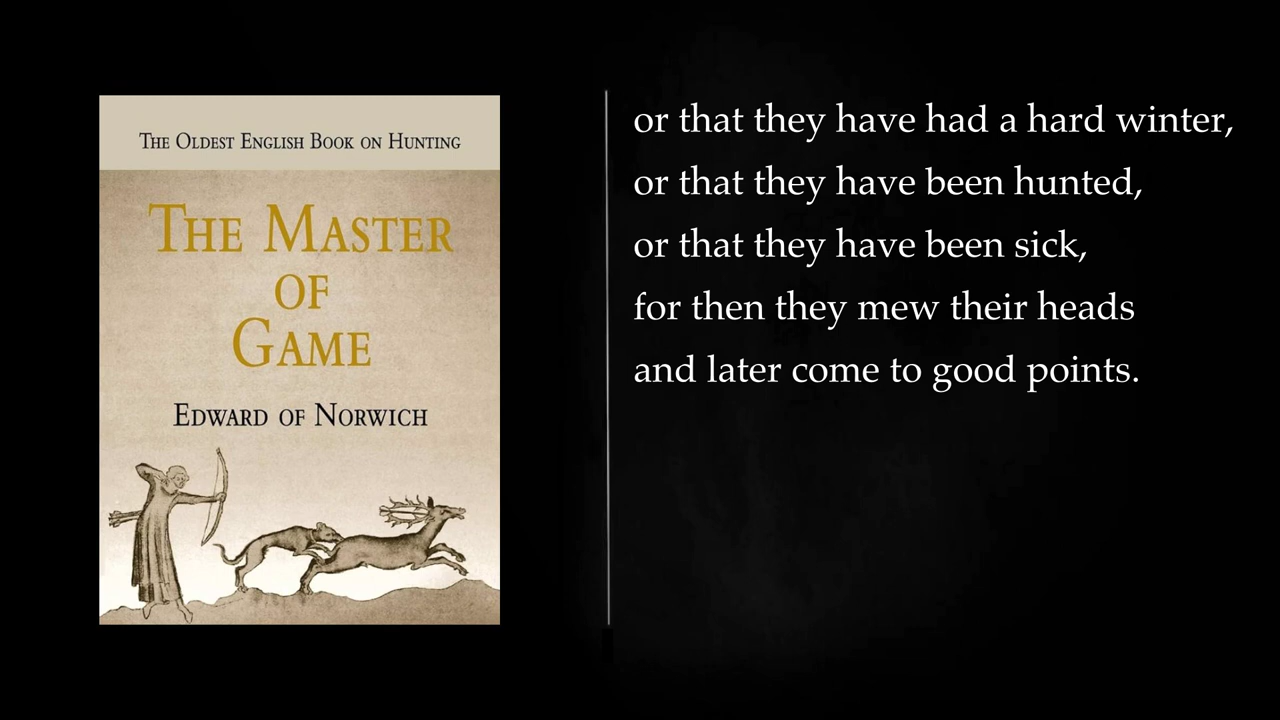 The Oldest English Book on Hunting
The Master
of
Game
Edward of Norwich
or that they have had a hard winter,
or that they have been hunted,
or that they have been sick,
for then they mew their heads
and later come to good points.